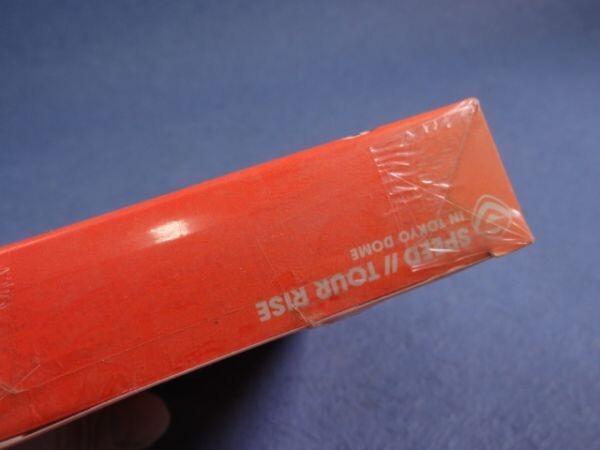 SPEED // TOUR RISE
IN TOKYO DOME